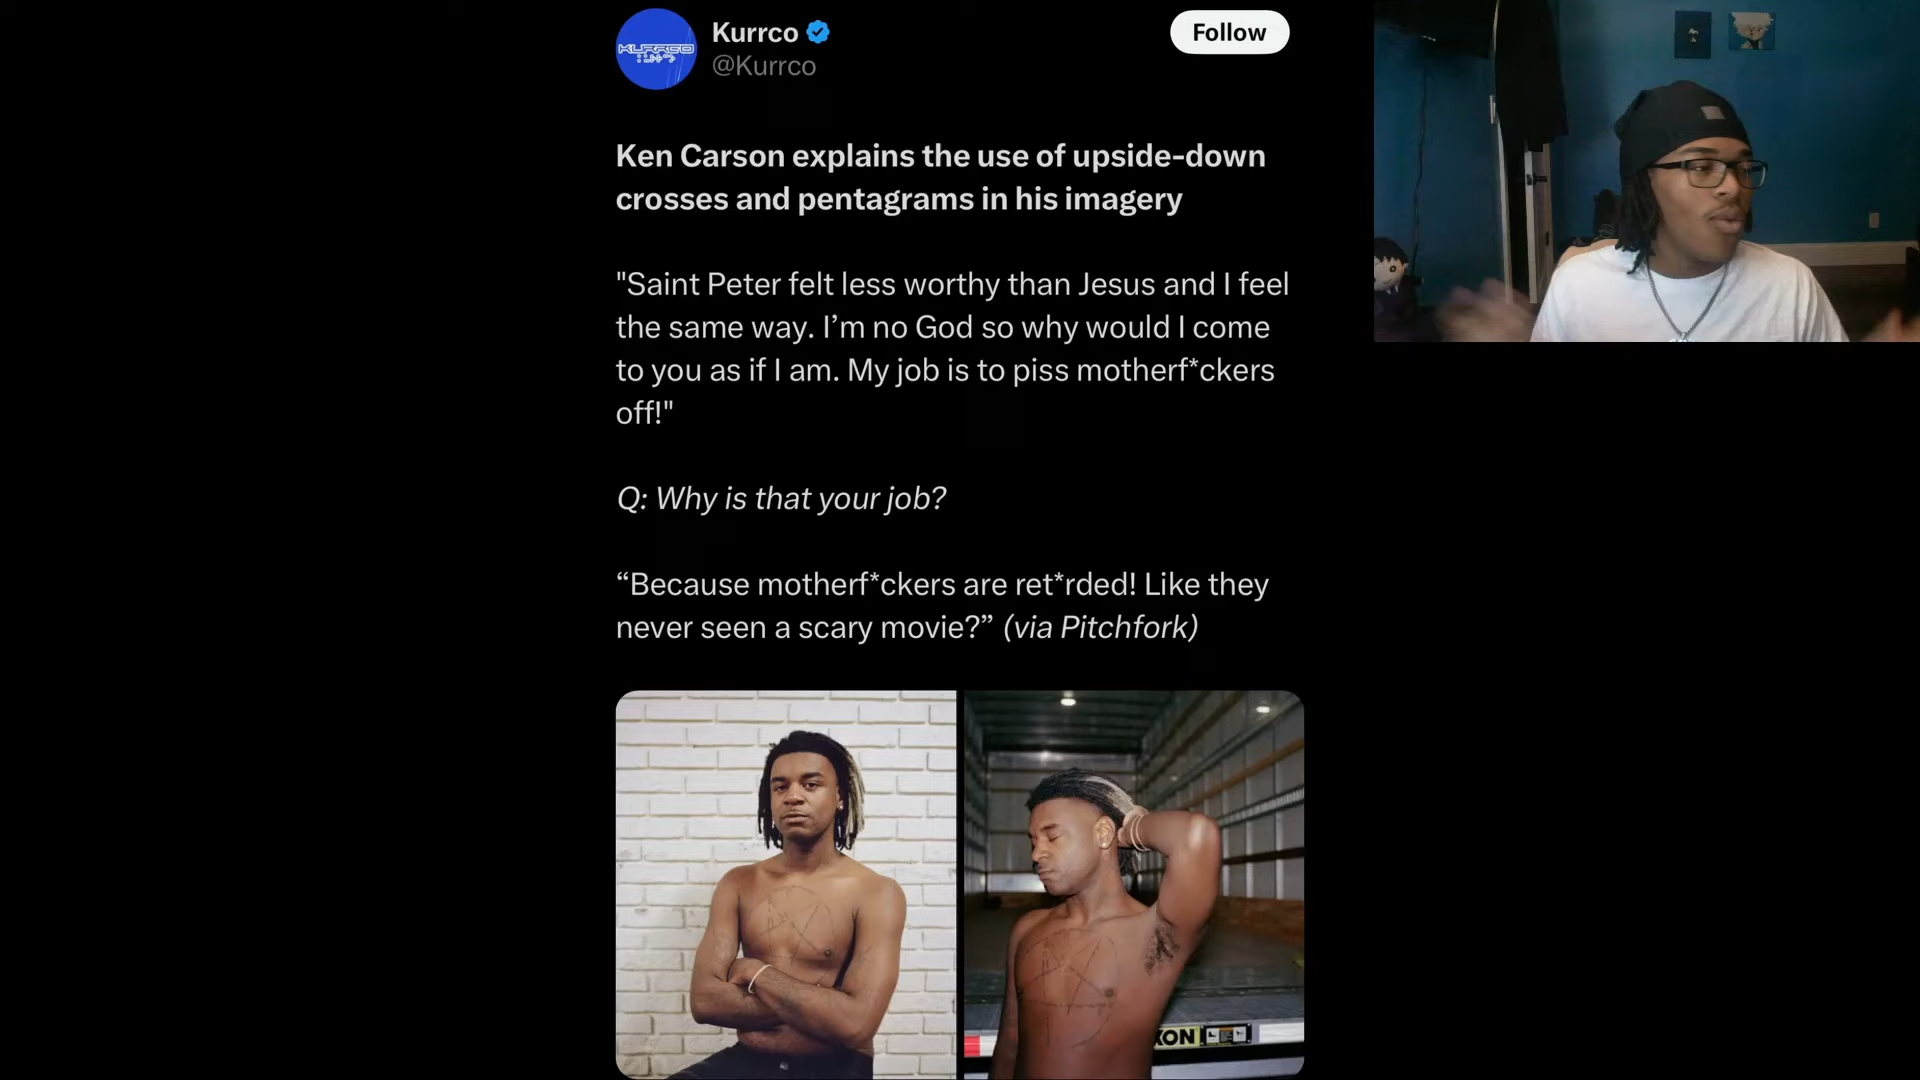 KURRCO
Kurrco
@Kurrco
Follow
Ken Carson explains the use of upside-down
crosses and pentagrams in his imagery
"Saint Peter felt less worthy than Jesus and I feel
the same way. I’m no God so why would I come
to you as if I am. My job is to piss motherf*ckers
off!"
Q: Why is that your job?
“Because motherf*ckers are ret*rded! Like they
never seen a scary movie?” (via Pitchfork)